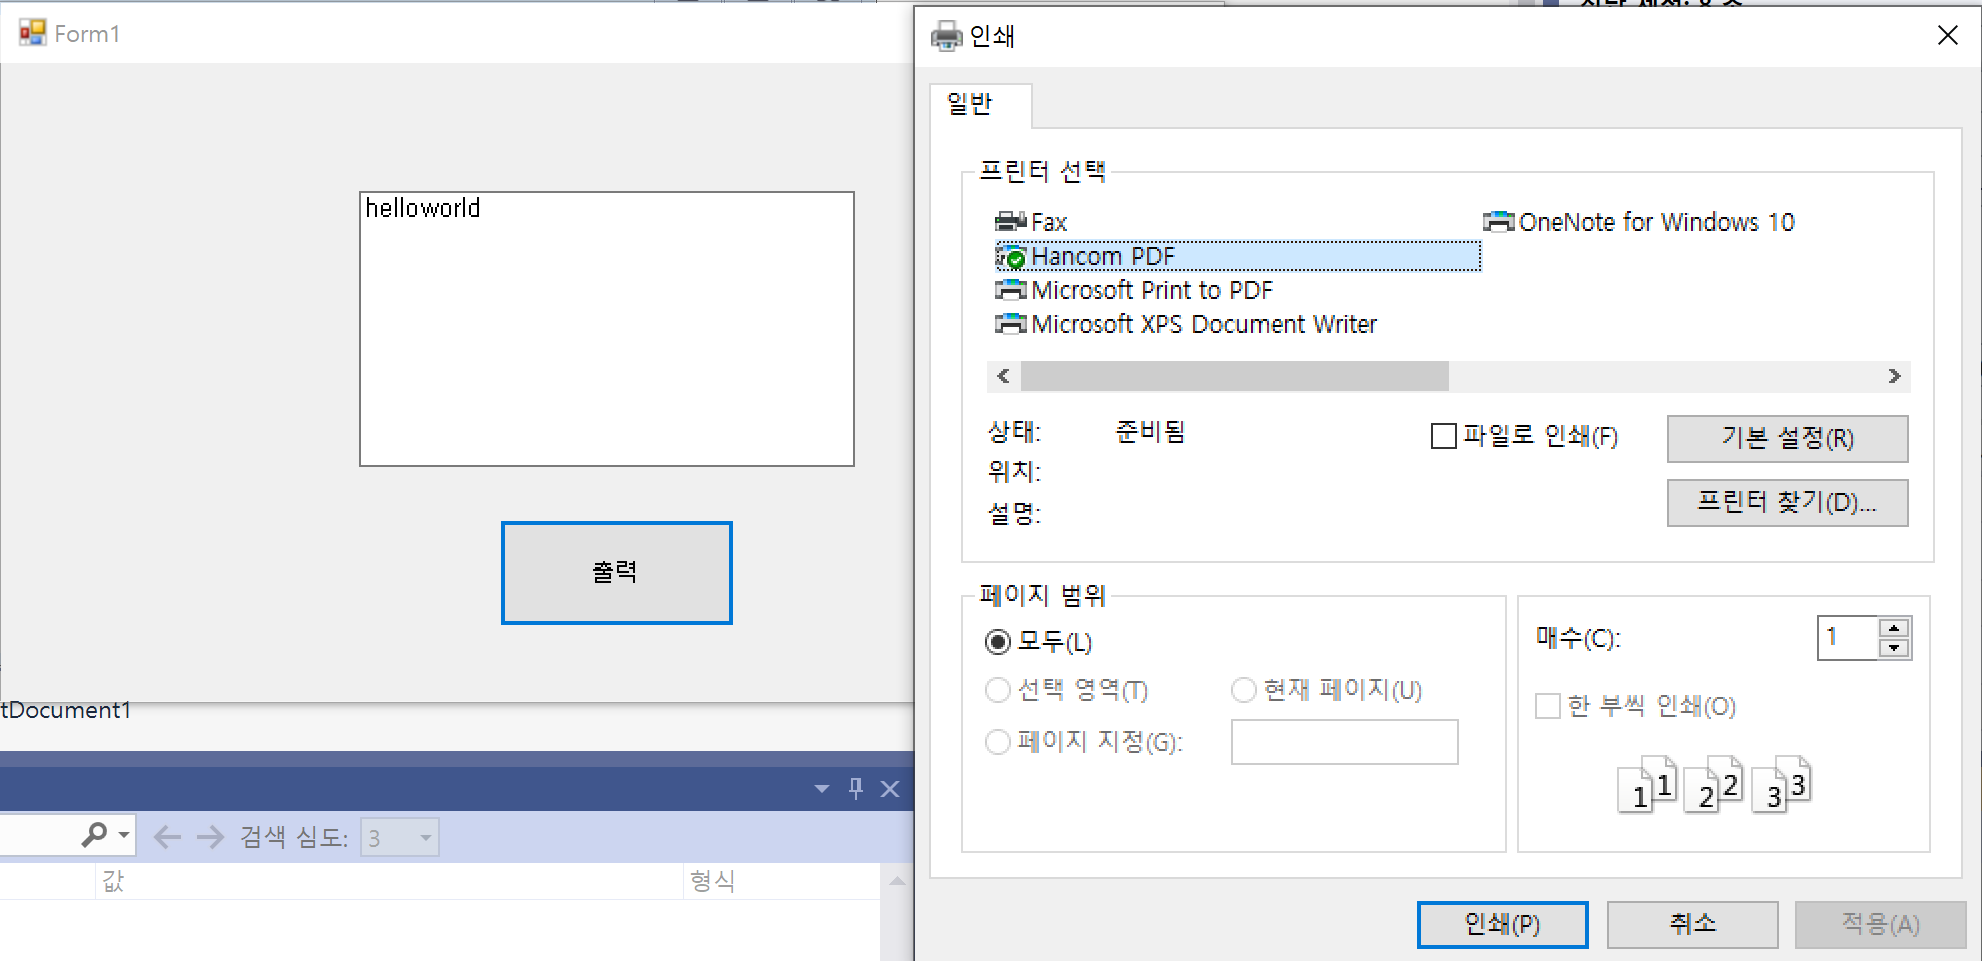 Form1
helloworld
출력
tDocument1
검색 심도:
3
값
형식
인쇄
일반
프린터 선택
Fax
OneNote for Windows 10
Hancom PDF
Microsoft Print to PDF
Microsoft XPS Document Writer
상태:
준비됨
파일로 인쇄(F)
기본 설정(R)
위치:
설명:
프린터 찾기(D)...
페이지 범위
모두(L)
선택 영역(T)
현재 페이지(U)
페이지 지정(G):
매수(C):
1
한 부씩 인쇄(O)
1 1 2 2 3 3
인쇄(P)
취소
적용(A)